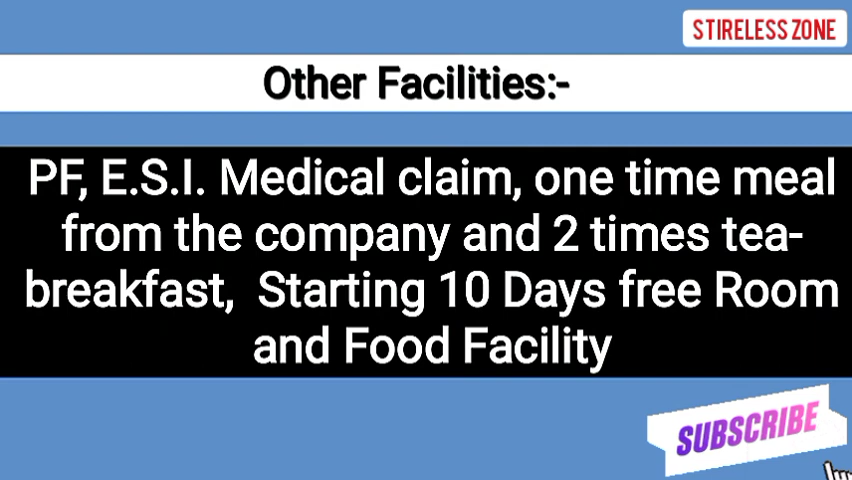 STIRELESS ZONE
Other Facilities:-
PF, E.S.I. Medical claim, one time meal
from the company and 2 times tea-
breakfast,  Starting 10 Days free Room
and Food Facility
SUBSCRIBE